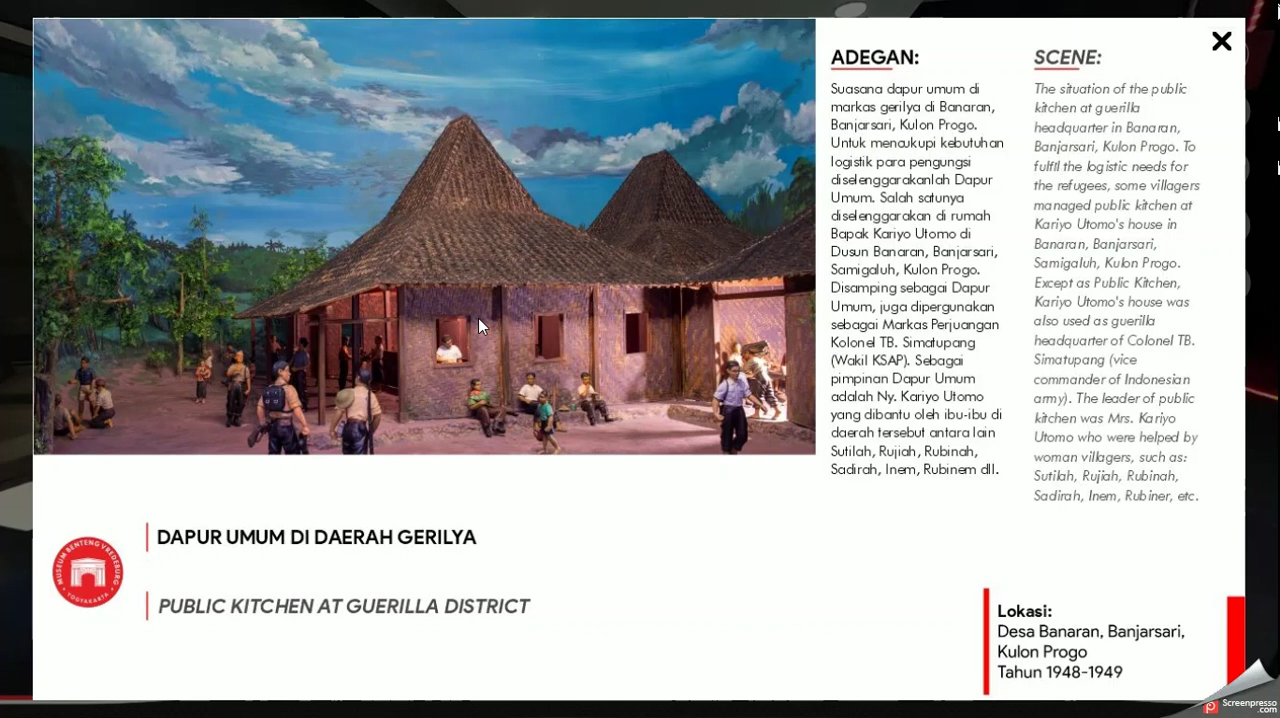 ADEGAN:
Suasana dapur umum di
markas gerilya di Banaran,
Banjarsari, Kulon Progo.
Untuk menaukupi kebutuhan
logistik para pengungsi
diselenggarakanlah Dapur
Umum. Salah satunya
diselenggarakan di rumah
Bapak Kariyo Utomo di
Dusun Banaran, Banjarsari,
Samigaluh, Kulon Progo.
Disamping sebagai Dapur
Umum, juga dipergunakan
sebagai Markas Perjuangan
Kolonel TB. Simatupang
(Wakil KSAP). Sebagai
pimpinan Dapur Umum
adalah Ny. Kariyo Utomo
yang dibantu oleh ibu-ibu di
daerah tersebut antara lain
Sutilah, Rujiah, Rubinah,
Sadirah, Inem, Rubinem dll.
SCENE:
The situation of the public
kitchen at guerilla
headquarter in Banaran,
Banjarsari, Kulon Progo. To
fulfil the logistic needs for
the refugees, some villagers
managed public kitchen at
Kariyo Utomo's house in
Banaran, Banjarsari,
Samigaluh, Kulon Progo.
Except as Public Kitchen,
Kariyo Utomo's house was
also used as guerilla
headquarter of Colonel TB.
Simatupang (vice
commander of Indonesian
army). The leader of public
kitchen was Mrs. Kariyo
Utomo who were helped by
woman villagers, such as:
Sutilah, Rujiah, Rubinah,
Sadirah, Inem, Rubiner, etc.
MUSEUM BENTENG VREDEBURG
YOGYAKARTA
DAPUR UMUM DI DAERAH GERILYA
PUBLIC KITCHEN AT GUERILLA DISTRICT
Lokasi:
Desa Banaran, Banjarsari,
Kulon Progo
Tahun 1948-1949
Screenpresso
.com